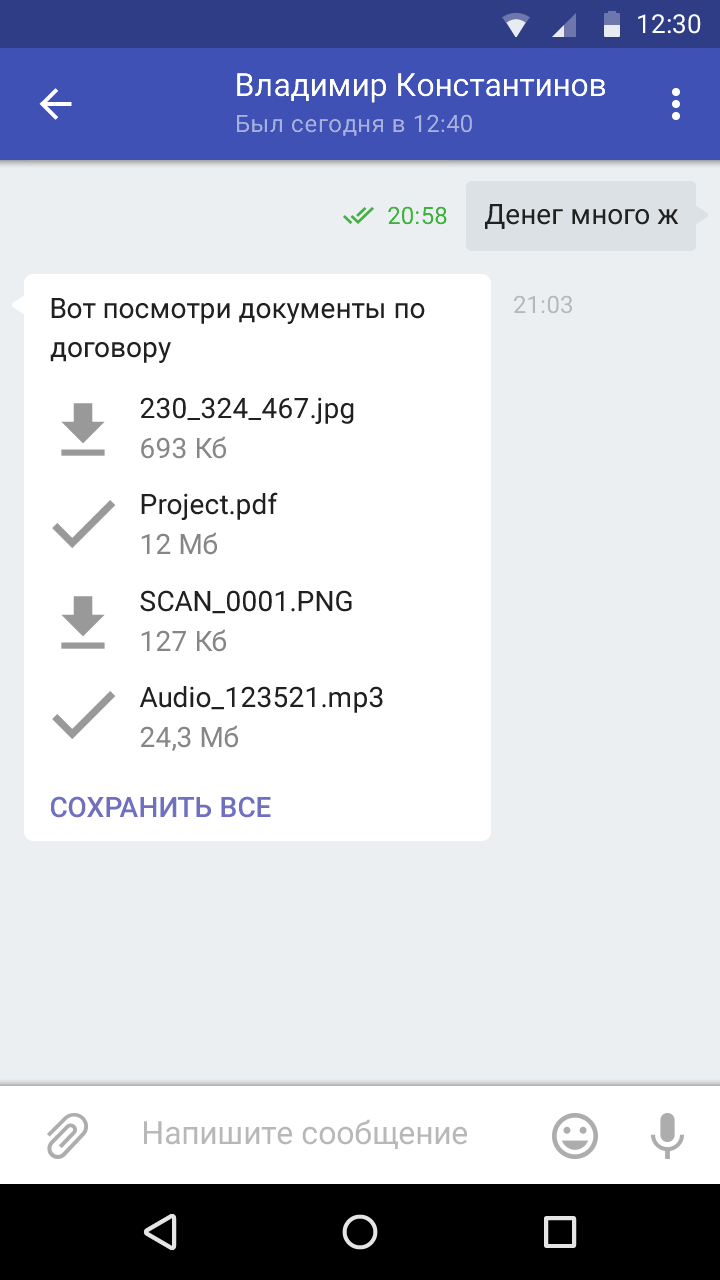 12:30
Владимир Константинов
Был сегодня в 12:40
20:58
Денег много ж
Вот посмотри документы по
договору
21:03
230_324_467.jpg
693 Кб
Project.pdf
12 Мб
SCAN_0001.PNG
127 Кб
Audio_123521.mp3
24,3 Мб
СОХРАНИТЬ ВСЕ
Напишите сообщение